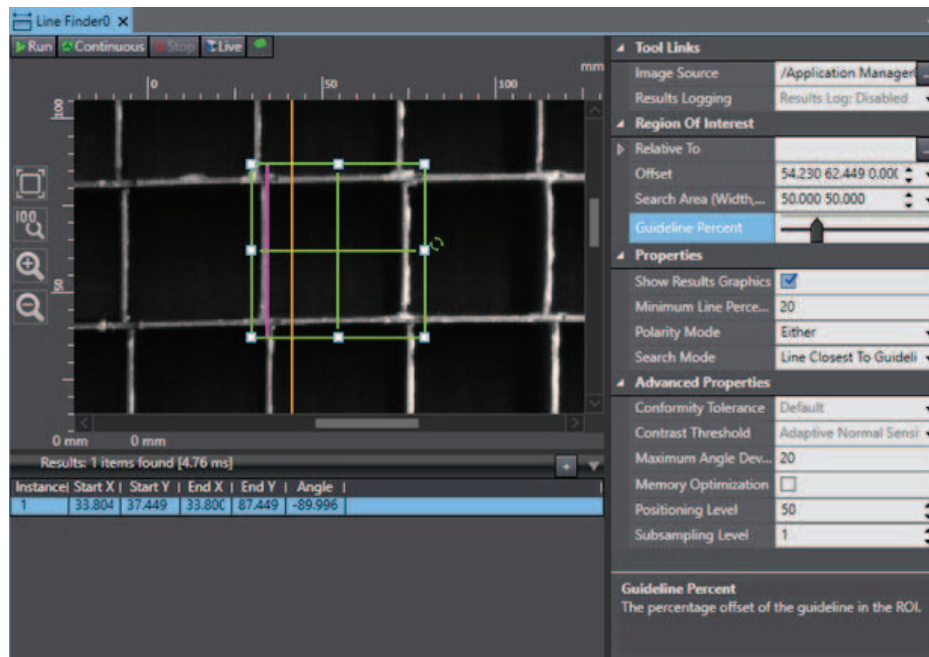 Line Finder0 ×
Run Continuous Stop Live
mm
0 50 100
100
50
0 mm 0 mm
Results: 1 items found [4.76 ms]
Instance Start X Start Y End X End Y Angle
1 33.804 37.449 33.800 87.449 -89.996
Tool Links
Image Source /Application Manager
Results Logging Results Log: Disabled
Region Of Interest
Relative To
Offset 54.230 62.449 0.00
Search Area (Width,... 50.000 50.000
Guideline Percent
Properties
Show Results Graphics
Minimum Line Perce... 20
Polarity Mode Either
Search Mode Line Closest To Guideli
Advanced Properties
Conformity Tolerance Default
Contrast Threshold Adaptive Normal Sensi
Maximum Angle Dev... 20
Memory Optimization
Positioning Level 50
Subsampling Level 1
Guideline Percent
The percentage offset of the guideline in the ROI.